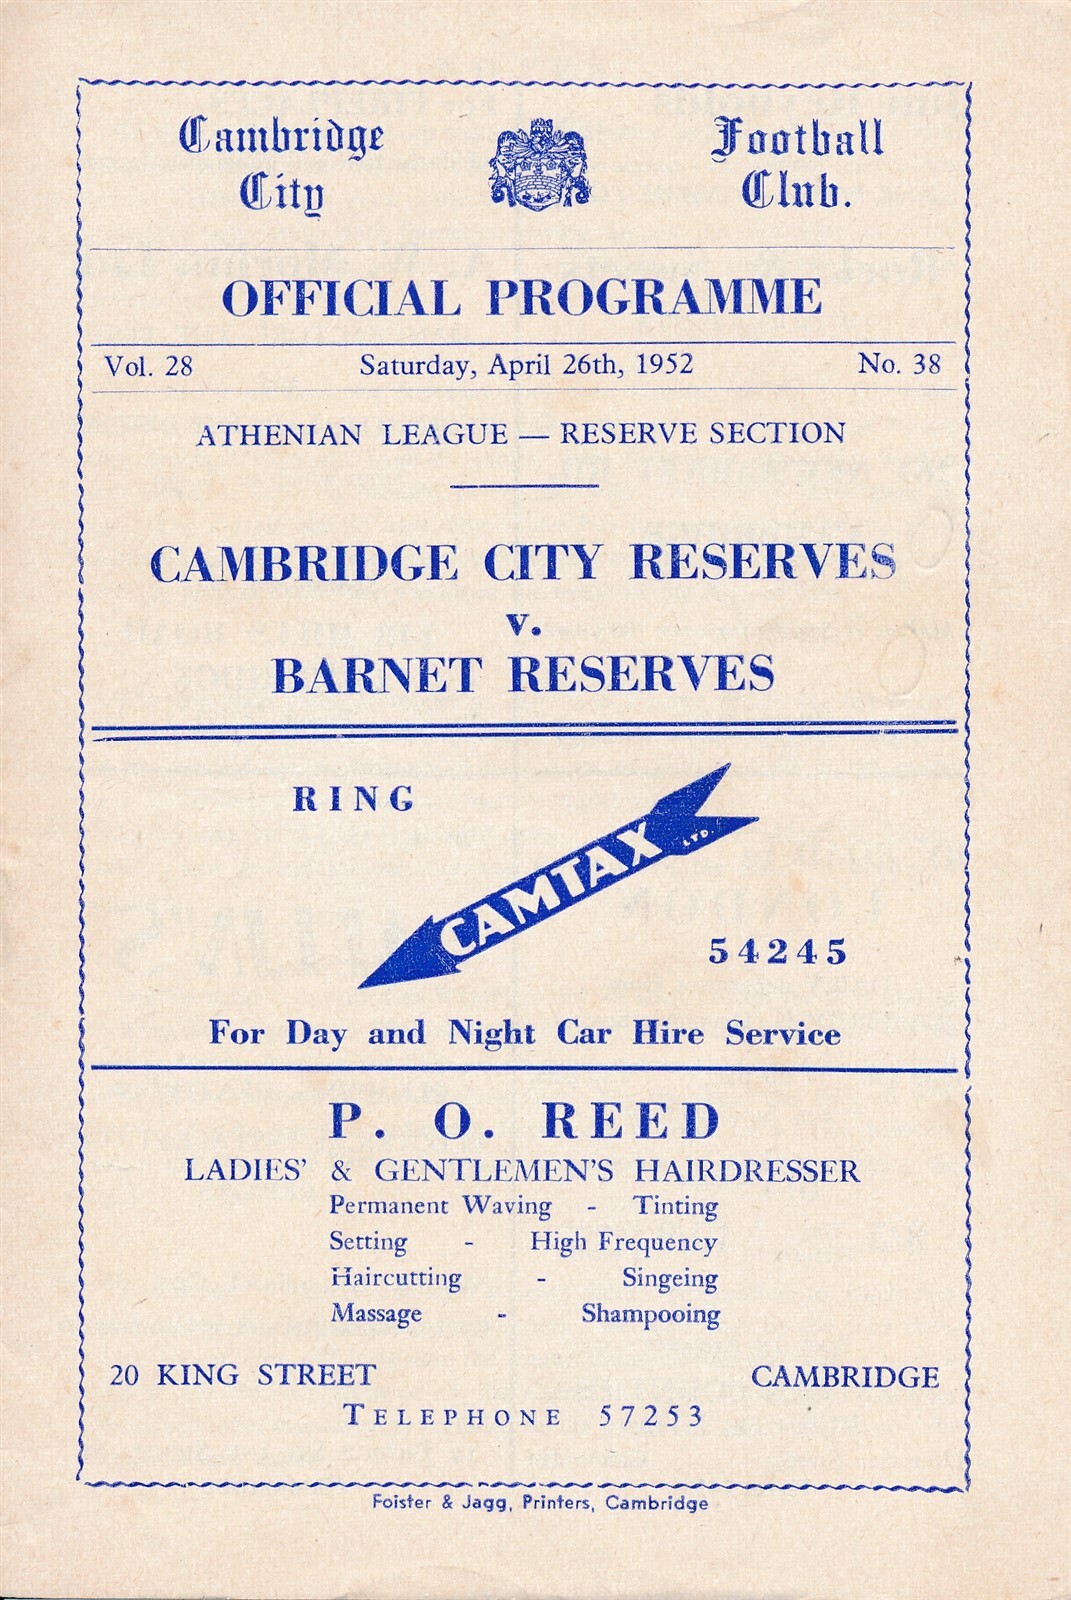 Cambridge City
Football Club.
OFFICIAL PROGRAMME
Vol. 28 Saturday, April 26th, 1952 No. 38
ATHENIAN LEAGUE — RESERVE SECTION
CAMBRIDGE CITY RESERVES
v.
BARNET RESERVES
RING
CAMTAX LTD.
54245
For Day and Night Car Hire Service
P. O. REED
LADIES' & GENTLEMEN'S HAIRDRESSER
Permanent Waving - Tinting
Setting - High Frequency
Haircutting - Singeing
Massage - Shampooing
20 KING STREET CAMBRIDGE
TELEPHONE 57253
Foister & Jagg, Printers, Cambridge